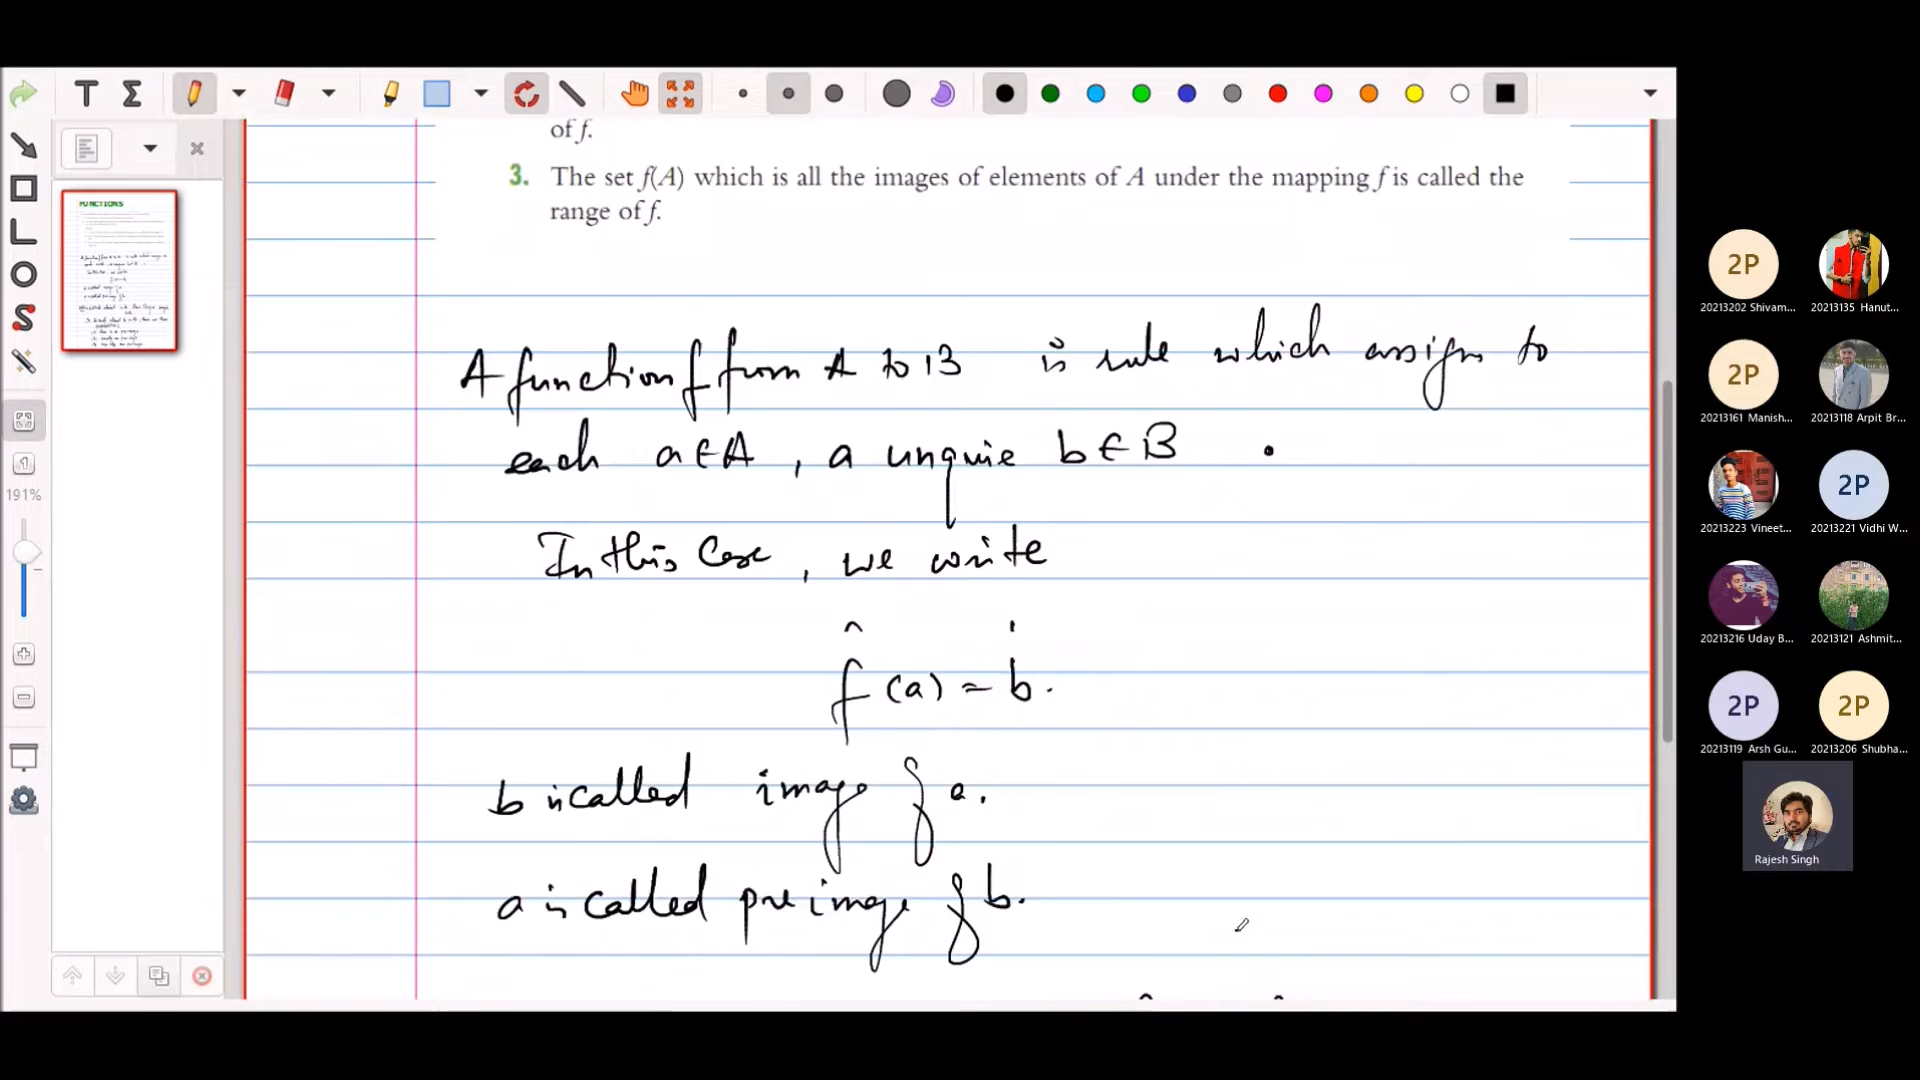 of f.
3. The set f(A) which is all the images of elements of A under the mapping f is called the
range of f.
A function f from A to B is rule which assign to
each a ∈ A , a unquie b ∈ B .
In this Case , we write
f (a) = b .
b is called image of a .
a is called pre image of b .
FUNCTIONS
191%
1
2P
20213202 Shivam...
20213135 Hanut...
2P
20213161 Manish...
20213118 Arpit Br...
20213223 Vineet...
2P
20213221 Vidhi W...
20213216 Uday B...
20213121 Ashmit...
2P
20213119 Arsh Gu...
2P
20213206 Shubha...
Rajesh Singh